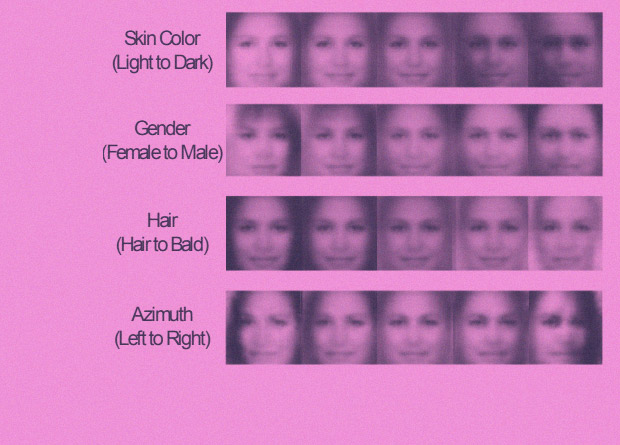 Skin Color
(Light to Dark)
Gender
(Female to Male)
Hair
(Hair to Bald)
Azimuth
(Left to Right)